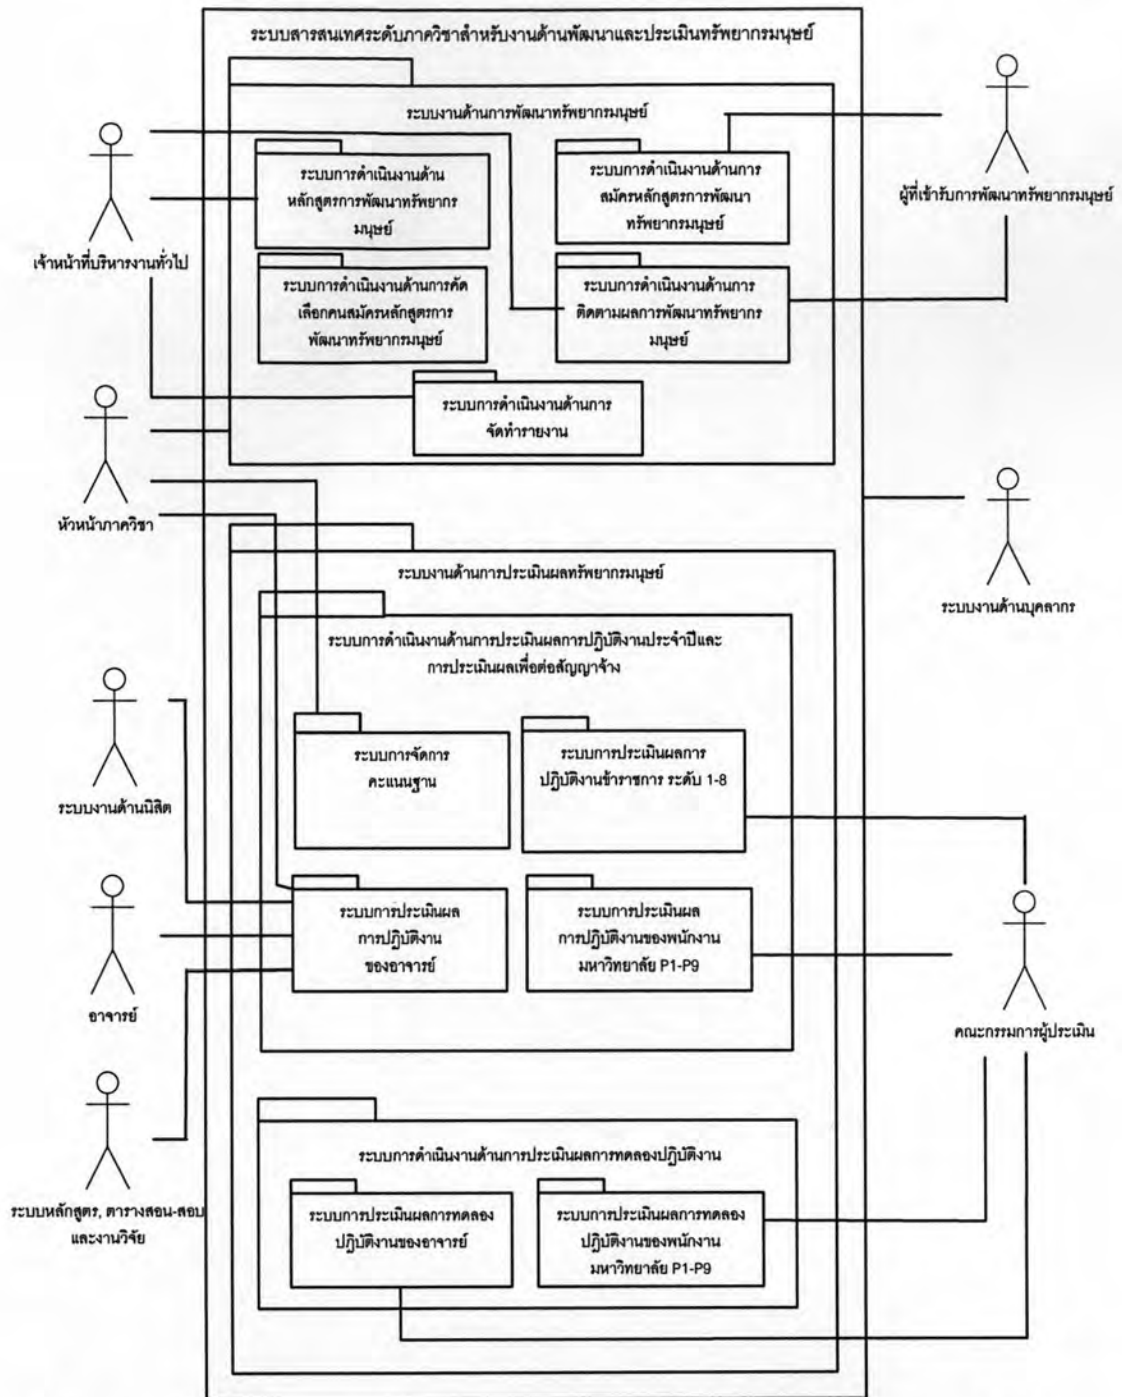 ระบบสารสนเทศระดับภาควิชาสำหรับงานด้านพัฒนาและประเมินทรัพยากรมนุษย์
ระบบงานด้านการพัฒนาทรัพยากรมนุษย์
ระบบการดำเนินงานด้าน
หลักสูตรการพัฒนาทรัพยากร
มนุษย์
ระบบการดำเนินงานด้านการ
สมัครหลักสูตรการพัฒนา
ทรัพยากรมนุษย์
ผู้ที่เข้ารับการพัฒนาทรัพยากรมนุษย์
เจ้าหน้าที่บริหารงานทั่วไป
ระบบการดำเนินงานด้านการคัด
เลือกคนสมัครหลักสูตรการ
พัฒนาทรัพยากรมนุษย์
ระบบการดำเนินงานด้านการ
ติดตามผลการพัฒนาทรัพยากร
มนุษย์
ระบบการดำเนินงานด้านการ
จัดทำรายงาน
หัวหน้าภาควิชา
ระบบงานด้านการประเมินผลทรัพยากรมนุษย์
ระบบงานด้านบุคลากร
ระบบการดำเนินงานด้านการประเมินผลการปฏิบัติงานประจำปีและ
การประเมินผลเพื่อต่อสัญญาจ้าง
ระบบการจัดการ
คะแนนฐาน
ระบบการประเมินผลการ
ปฏิบัติงานข้าราชการ ระดับ 1-8
ระบบงานด้านนิสิต
ระบบการประเมินผล
การปฏิบัติงาน
ของอาจารย์
ระบบการประเมินผล
การปฏิบัติงานของพนักงาน
มหาวิทยาลัย P1-P9
อาจารย์
คณะกรรมการผู้ประเมิน
ระบบการดำเนินงานด้านการประเมินผลการทดลองปฏิบัติงาน
ระบบการประเมินผลการทดลอง
ปฏิบัติงานของอาจารย์
ระบบการประเมินผลการทดลอง
ปฏิบัติงานของพนักงาน
มหาวิทยาลัย P1-P9
ระบบหลักสูตร, ตารางสอน-สอบ
และงานวิจัย